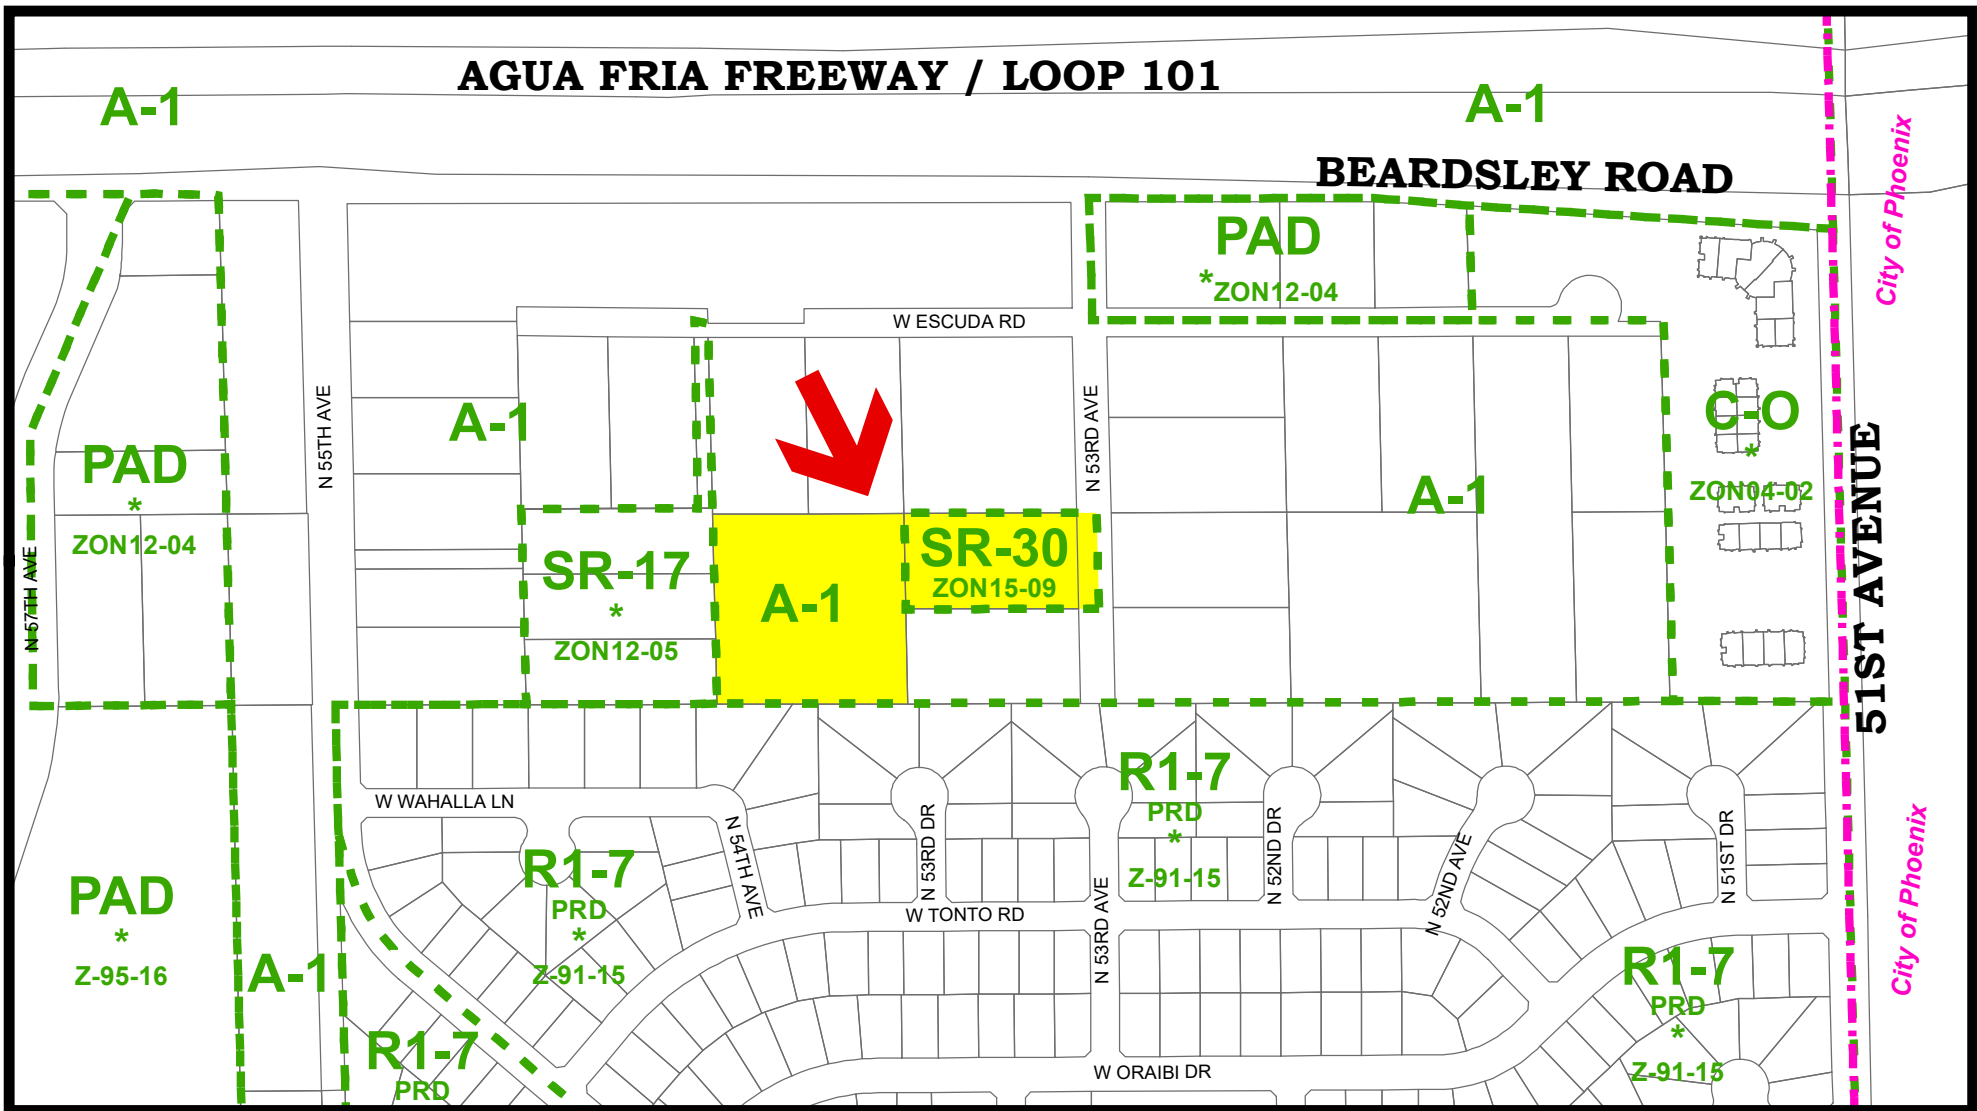 AGUA FRIA FREEWAY / LOOP 101
A-1
A-1
BEARDSLEY ROAD
City of Phoenix
PAD
*
ZON12-04
W ESCUDA RD
N 55TH AVE
N 53RD AVE
A-1
C-O
*
ZON04-02
PAD
*
ZON12-04
A-1
51ST AVENUE
N 57TH AVE
SR-17
*
ZON12-05
A-1
SR-30
ZON15-09
R1-7
PRD
*
Z-91-15
W WAHALLA LN
N 54TH AVE
N 53RD DR
N 52ND DR
N 52ND AVE
N 51ST DR
City of Phoenix
R1-7
PRD
*
Z-91-15
PAD
*
Z-95-16
W TONTO RD
N 53RD AVE
A-1
R1-7
PRD
*
Z-91-15
R1-7
PRD
W ORAIBI DR